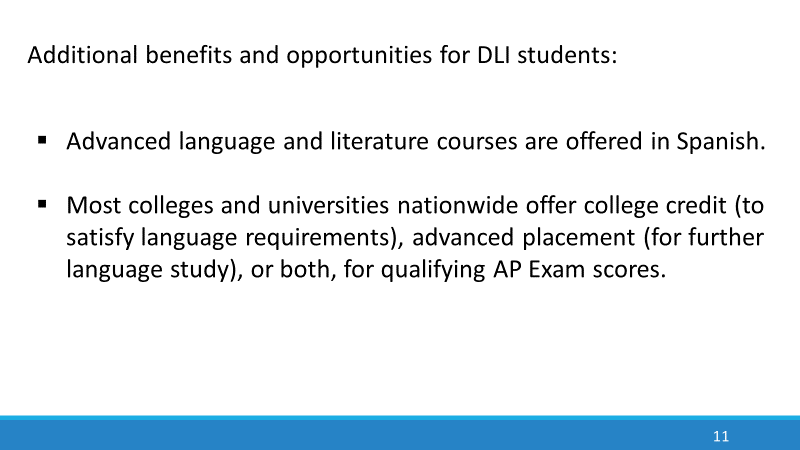 Additional benefits and opportunities for DLI students:
▪ Advanced language and literature courses are offered in Spanish.
▪ Most colleges and universities nationwide offer college credit (to
satisfy language requirements), advanced placement (for further
language study), or both, for qualifying AP Exam scores.
11